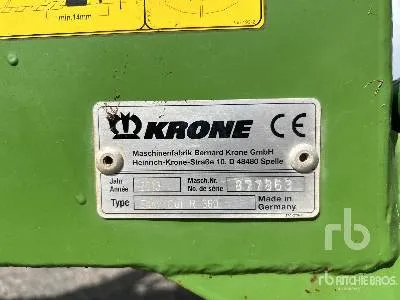 min.14mm
KRONE CE
Maschinenfabrik Bernard Krone GmbH
Heinrich-Krone-Straße 10, D 48480 Spelle
Jahr
Année
Masch.Nr.
No. de série
877863
Type
Made in
Germany
rb
RITCHIE BROS.